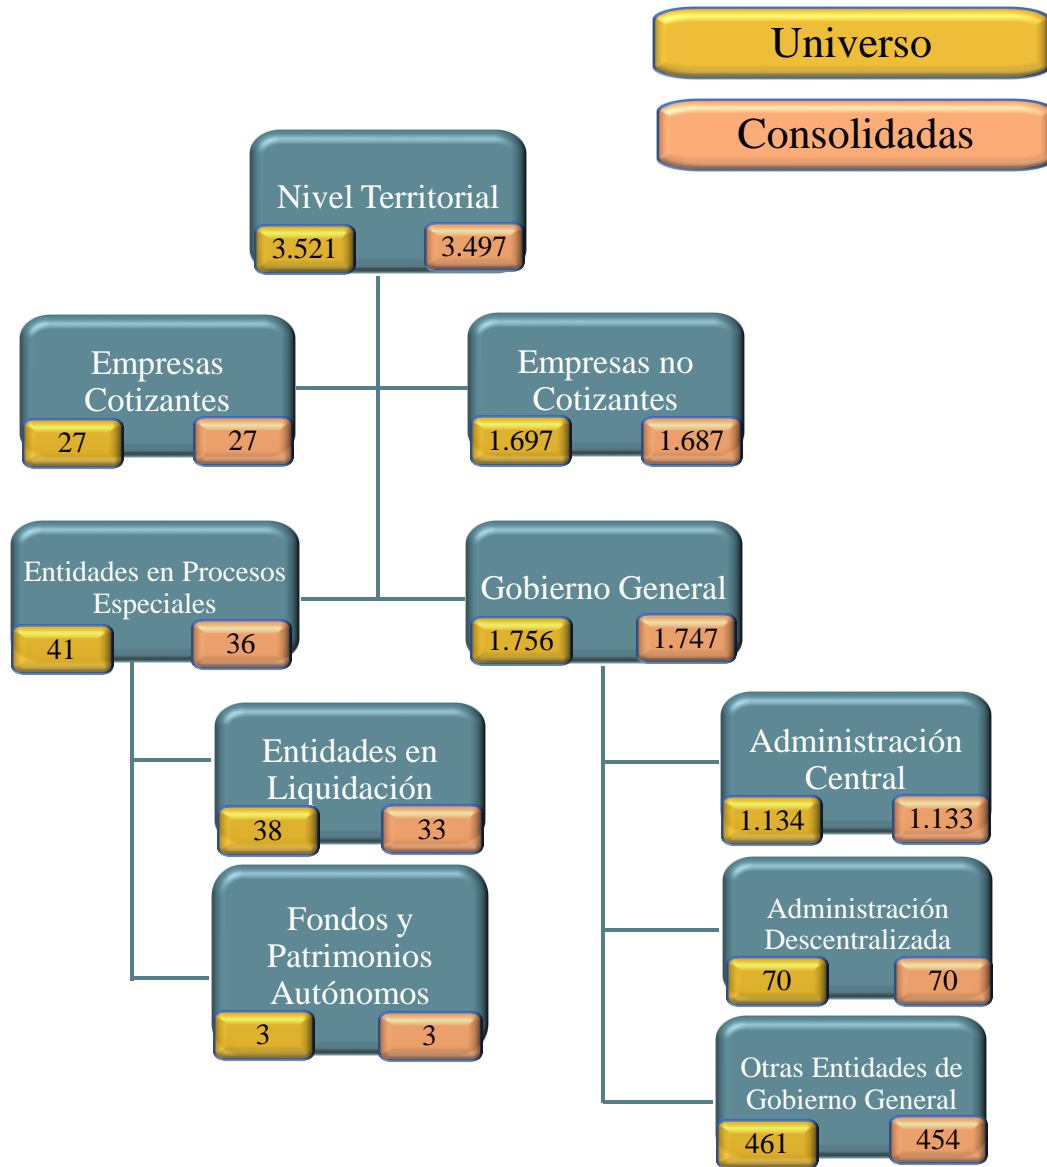 Universo
Consolidadas
Nivel Territorial
3.521
3.497
Empresas
Cotizantes
27
27
Empresas no
Cotizantes
1.697
1.687
Entidades en Procesos
Especiales
41
36
Gobierno General
1.756
1.747
Entidades en
Liquidación
38
33
Administración
Central
1.134
1.133
Fondos y
Patrimonios
Autónomos
3
3
Administración
Descentralizada
70
70
Otras Entidades de
Gobierno General
461
454